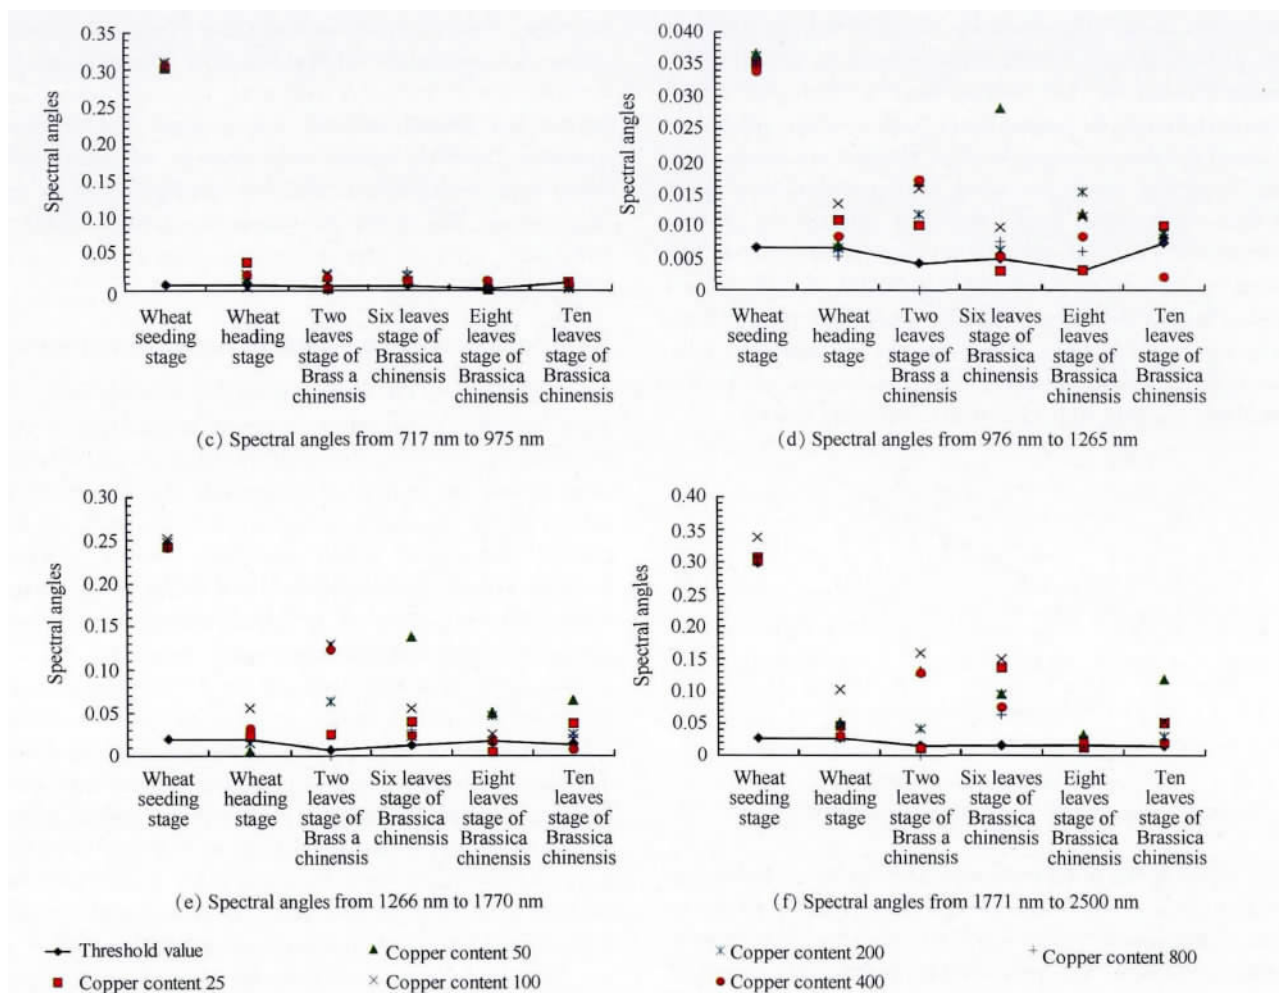 0.35
0.30
0.25
0.20
0.15
0.10
0.05
0
Spectral angles
Wheat seeding stage
Wheat heading stage
Two leaves stage of Brass a chinensis
Six leaves stage of Brassica chinensis
Eight leaves stage of Brassica chinensis
Ten leaves stage of Brassica chinensis
(c) Spectral angles from 717 nm to 975 nm
0.040
0.035
0.030
0.025
0.020
0.015
0.010
0.005
0
Spectral angles
Wheat seeding stage
Wheat heading stage
Two leaves stage of Brass a chinensis
Six leaves stage of Brassica chinensis
Eight leaves stage of Brassica chinensis
Ten leaves stage of Brassica chinensis
(d) Spectral angles from 976 nm to 1265 nm
0.30
0.25
0.20
0.15
0.10
0.05
0
Spectral angles
Wheat seeding stage
Wheat heading stage
Two leaves stage of Brass a chinensis
Six leaves stage of Brassica chinensis
Eight leaves stage of Brassica chinensis
Ten leaves stage of Brassica chinensis
(e) Spectral angles from 1266 nm to 1770 nm
0.40
0.35
0.30
0.25
0.20
0.15
0.10
0.05
0
Spectral angles
Wheat seeding stage
Wheat heading stage
Two leaves stage of Brass a chinensis
Six leaves stage of Brassica chinensis
Eight leaves stage of Brassica chinensis
Ten leaves stage of Brassica chinensis
(f) Spectral angles from 1771 nm to 2500 nm
Threshold value
Copper content 50
Copper content 200
Copper content 800
Copper content 25
Copper content 100
Copper content 400